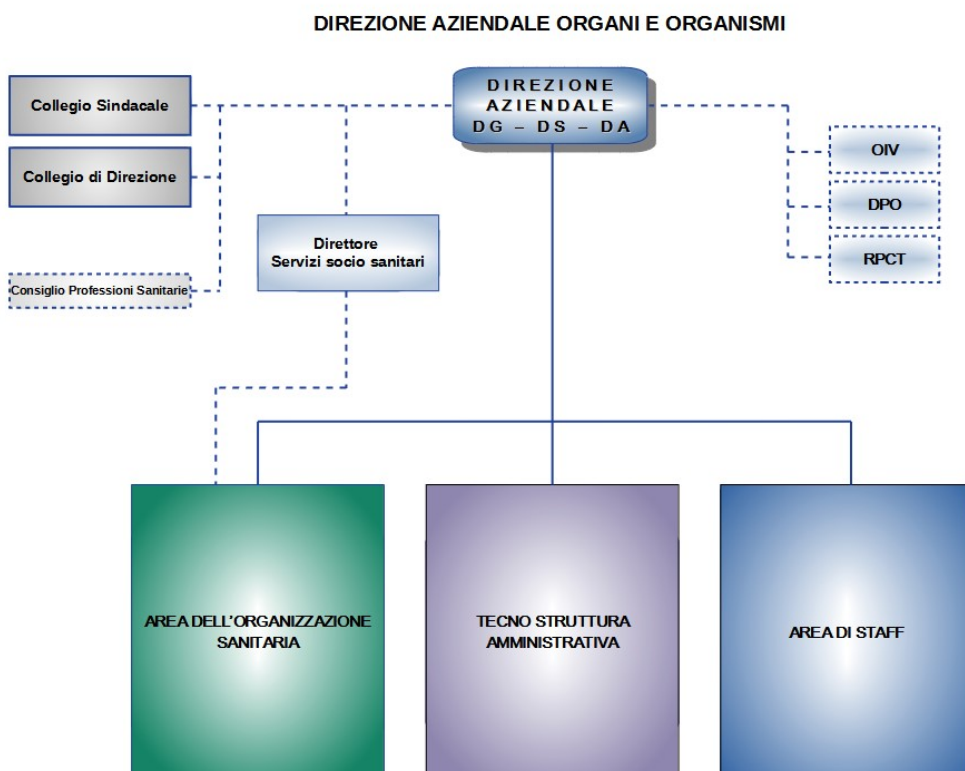 DIREZIONE AZIENDALE ORGANI E ORGANISMI
Collegio Sindacale
DIREZIONE
AZIENDALE
DG – DS – DA
OIV
Collegio di Direzione
DPO
Direttore
Servizi socio sanitari
RPCT
Consiglio Professioni Sanitarie
AREA DELL'ORGANIZZAZIONE
SANITARIA
TECNO STRUTTURA
AMMINISTRATIVA
AREA DI STAFF